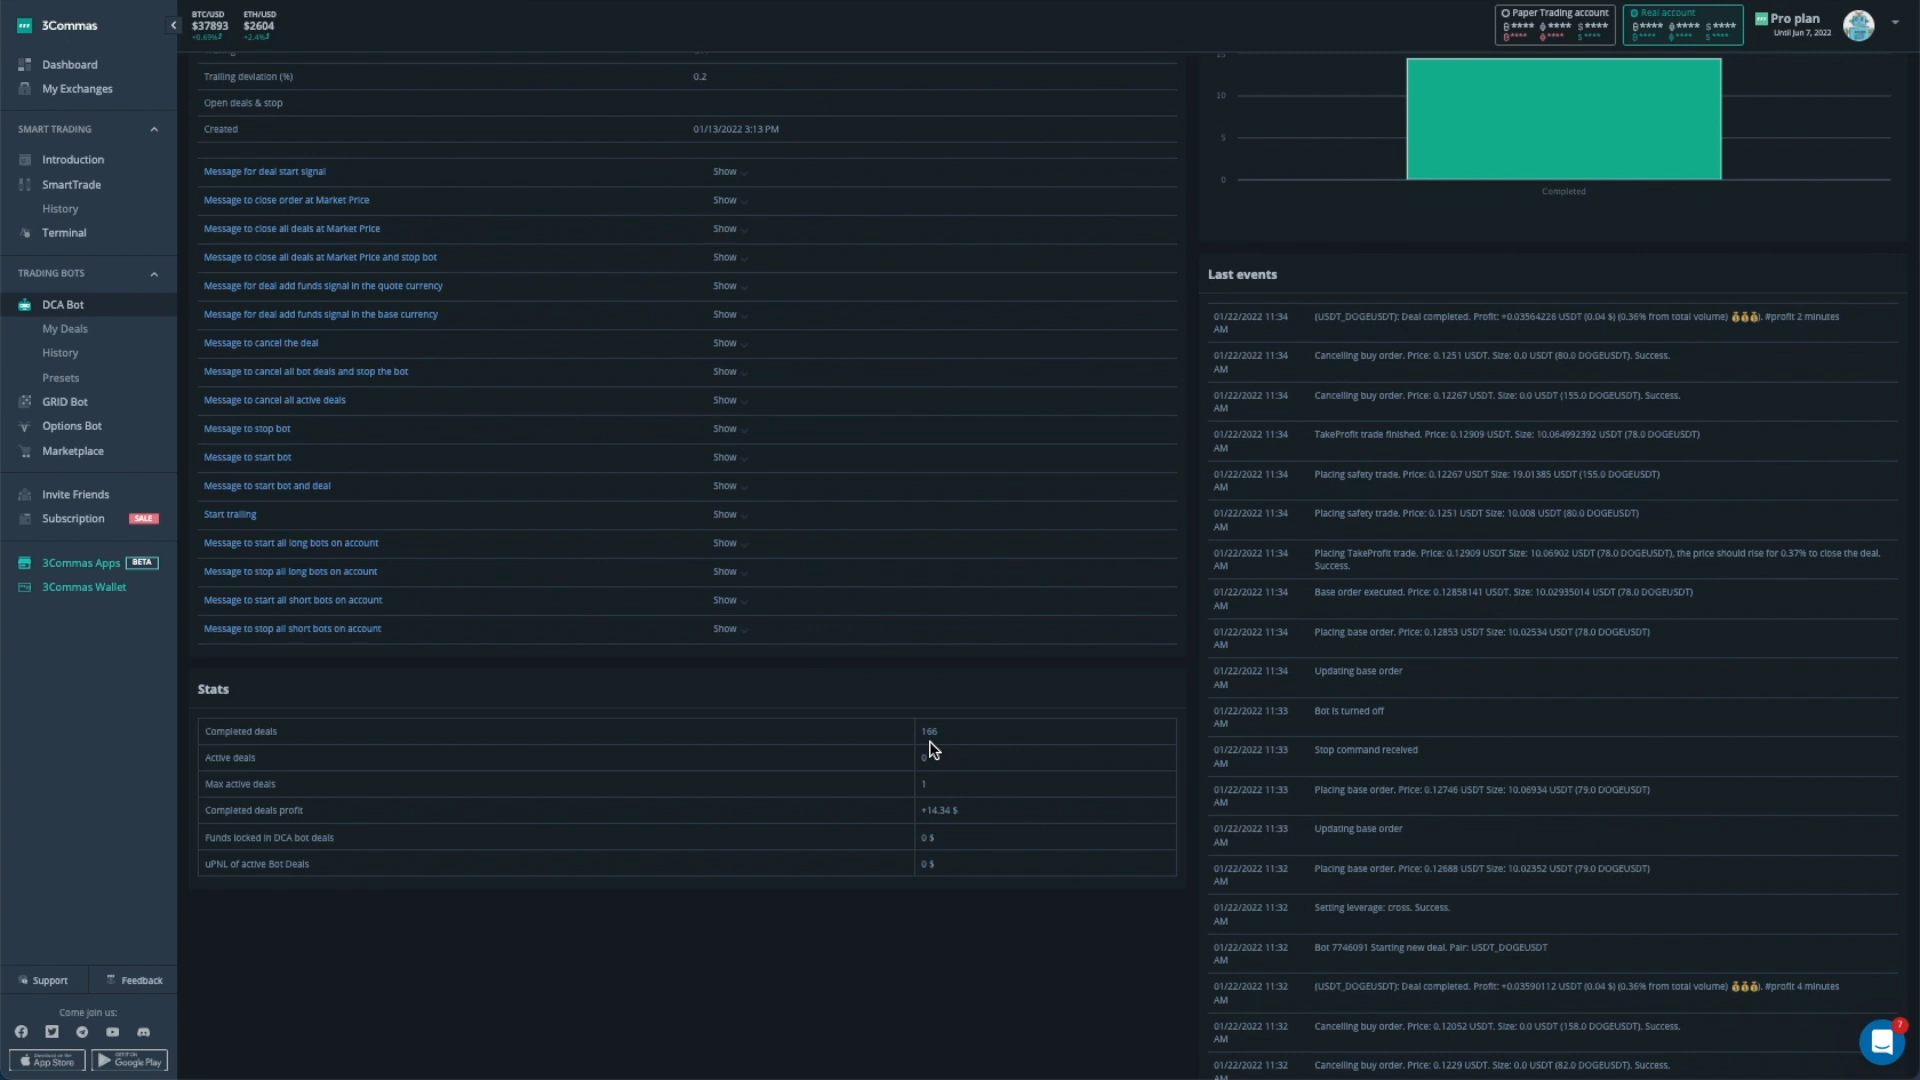 3Commas
BTC/USD
$37893
+0.69%
ETH/USD
$2604
+2.4%
Paper Trading account
₿**** ⬨**** $****
₿**** ⬨**** $****
Real account
₿**** ⬨**** $****
₿**** ⬨**** $****
Pro plan
Until Jun 7, 2022
Dashboard
My Exchanges
SMART TRADING
Introduction
SmartTrade
History
Terminal
TRADING BOTS
DCA Bot
My Deals
History
Presets
GRID Bot
Options Bot
Marketplace
Invite Friends
Subscription SALE
3Commas Apps BETA
3Commas Wallet
Support Feedback
Come join us:
Download on the
App Store
GET IT ON
Google Play
Trailing deviation (%) 0.2
Open deals & stop
Created 01/13/2022 3:13 PM
Message for deal start signal Show
Message to close order at Market Price Show
Message to close all deals at Market Price Show
Message to close all deals at Market Price and stop bot Show
Message for deal add funds signal in the quote currency Show
Message for deal add funds signal in the base currency Show
Message to cancel the deal Show
Message to cancel all bot deals and stop the bot Show
Message to cancel all active deals Show
Message to stop bot Show
Message to start bot Show
Message to start bot and deal Show
Start trailing Show
Message to start all long bots on account Show
Message to stop all long bots on account Show
Message to start all short bots on account Show
Message to stop all short bots on account Show
Stats
Completed deals 166
Active deals 0
Max active deals 1
Completed deals profit +14.34 $
Funds locked in DCA bot deals 0 $
uPNL of active Bot Deals 0 $
15
10
5
0
Completed
Last events
01/22/2022 11:34 (USDT_DOGEUSDT): Deal completed. Profit: +0.03564226 USDT (0.04 $) (0.36% from total volume) 💰💰💰. #profit 2 minutes
AM
01/22/2022 11:34 Cancelling buy order. Price: 0.1251 USDT. Size: 0.0 USDT (80.0 DOGEUSDT). Success.
AM
01/22/2022 11:34 Cancelling buy order. Price: 0.12267 USDT. Size: 0.0 USDT (155.0 DOGEUSDT). Success.
AM
01/22/2022 11:34 TakeProfit trade finished. Price: 0.12909 USDT. Size: 10.064992392 USDT (78.0 DOGEUSDT)
AM
01/22/2022 11:34 Placing safety trade. Price: 0.12267 USDT Size: 19.01385 USDT (155.0 DOGEUSDT)
AM
01/22/2022 11:34 Placing safety trade. Price: 0.1251 USDT Size: 10.008 USDT (80.0 DOGEUSDT)
AM
01/22/2022 11:34 Placing TakeProfit trade. Price: 0.12909 USDT Size: 10.06902 USDT (78.0 DOGEUSDT), the price should rise for 0.37% to close the deal.
AM Success.
01/22/2022 11:34 Base order executed. Price: 0.12858141 USDT. Size: 10.02935014 USDT (78.0 DOGEUSDT)
AM
01/22/2022 11:34 Placing base order. Price: 0.12853 USDT Size: 10.02534 USDT (78.0 DOGEUSDT)
AM
01/22/2022 11:34 Updating base order
AM
01/22/2022 11:33 Bot is turned off
AM
01/22/2022 11:33 Stop command received
AM
01/22/2022 11:33 Placing base order. Price: 0.12746 USDT Size: 10.06934 USDT (79.0 DOGEUSDT)
AM
01/22/2022 11:33 Updating base order
AM
01/22/2022 11:32 Placing base order. Price: 0.12688 USDT Size: 10.02352 USDT (79.0 DOGEUSDT)
AM
01/22/2022 11:32 Setting leverage: cross. Success.
AM
01/22/2022 11:32 Bot 7746091 Starting new deal. Pair: USDT_DOGEUSDT
AM
01/22/2022 11:32 (USDT_DOGEUSDT): Deal completed. Profit: +0.03590112 USDT (0.04 $) (0.36% from total volume) 💰💰💰. #profit 4 minutes
AM
01/22/2022 11:32 Cancelling buy order. Price: 0.12052 USDT. Size: 0.0 USDT (158.0 DOGEUSDT). Success.
AM
01/22/2022 11:32 Cancelling buy order. Price: 0.1229 USDT. Size: 0.0 USDT (82.0 DOGEUSDT). Success.
7